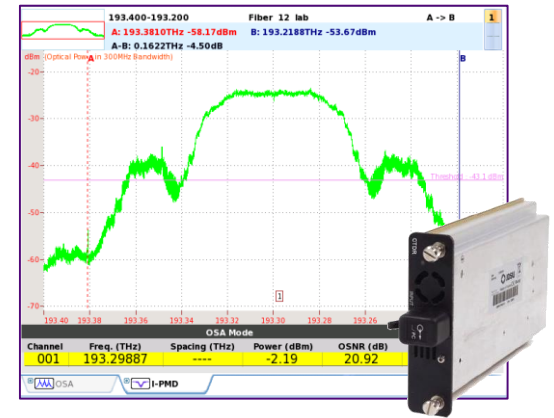 193.400-193.200 Fiber 12 lab A -> B 1
A: 193.3810THz -58.17dBm B: 193.2188THz -53.67dBm
A-B: 0.1622THz -4.50dB
dBm (Optical Power in 300MHz Bandwidth) A B
-20
-30
-40
Threshold -43.1 dBm
-50
-60
1
-70
193.40 193.38 193.36 193.34 193.32 193.30 193.28 193.26
OSA Mode
Channel Freq. (THz) Spacing (THz) Power (dBm) OSNR (dB)
001 193.29887 ---- -2.19 20.92
OSA I-PMD
OTDR
JDSU